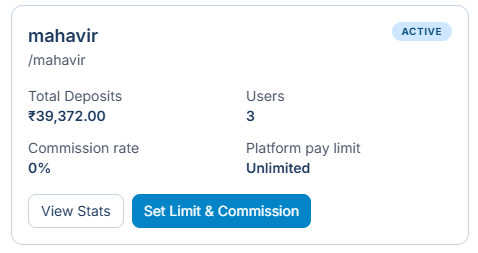 mahavir
ACTIVE
/mahavir
Total Deposits
₹39,372.00
Users
3
Commission rate
0%
Platform pay limit
Unlimited
View Stats
Set Limit & Commission